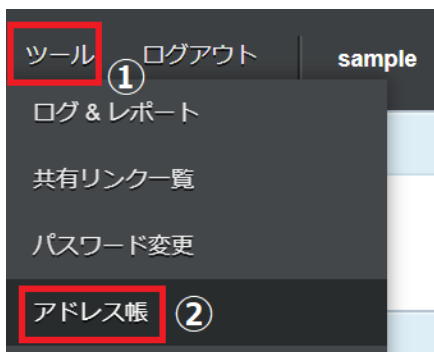 ツール ① ログアウト sample
ログ & レポート
共有リンク一覧
パスワード変更
アドレス帳 ②